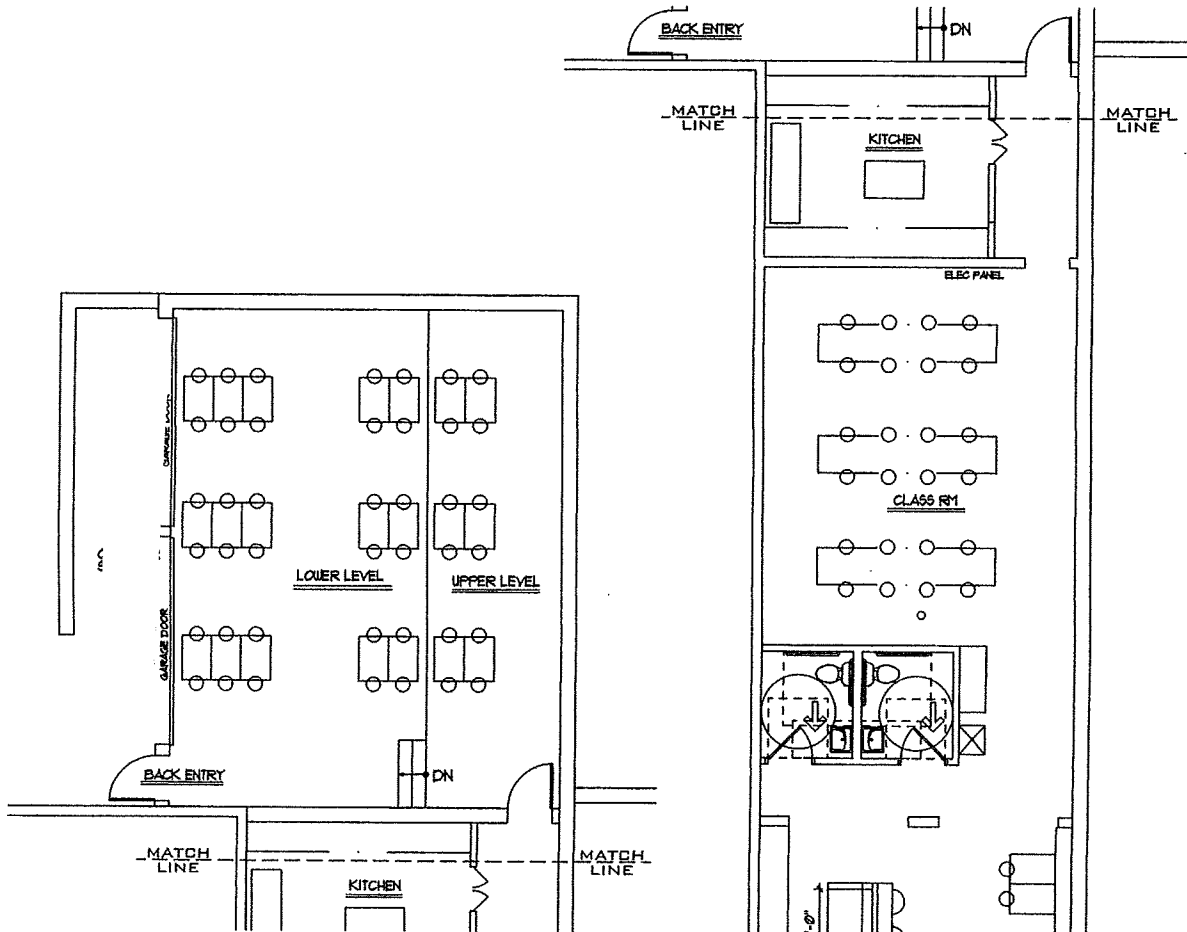 BACK ENTRY
DN
MATCH
LINE
MATCH
LINE
KITCHEN
ELEC PANEL
CLASS RM
LOWER LEVEL
UPPER LEVEL
GARAGE DOOR
BACK ENTRY
DN
MATCH
LINE
MATCH
LINE
KITCHEN